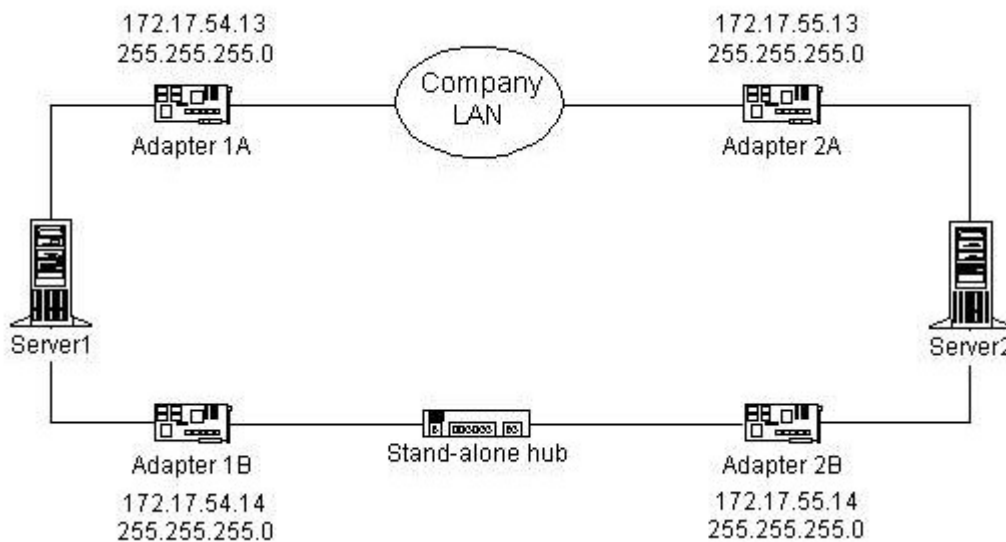 172.17.54.13
255.255.255.0
172.17.55.13
255.255.255.0
Company
LAN
Adapter 1A
Adapter 2A
Server1
Server2
Adapter 1B
Stand-alone hub
Adapter 2B
172.17.54.14
255.255.255.0
172.17.55.14
255.255.255.0